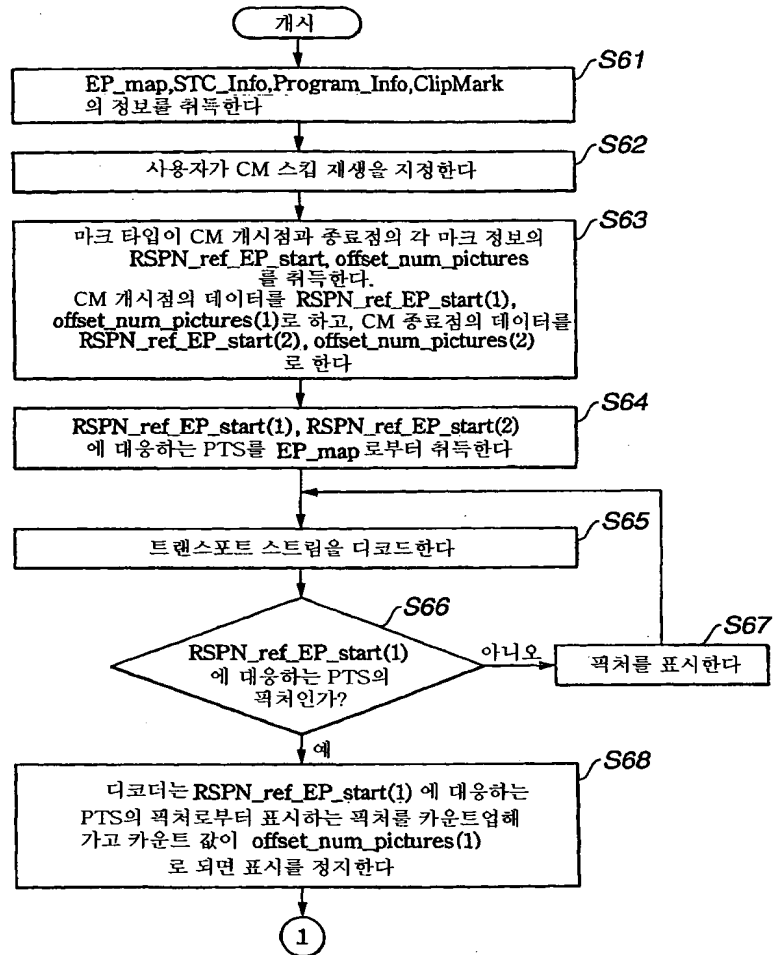 개시
S61
EP_map,STC_Info,Program_Info,ClipMark
의 정보를 취득한다
S62
사용자가 CM 스킵 재생을 지정한다
S63
마크 타입이 CM 개시점과 종료점의 각 마크 정보의
RSPN_ref_EP_start, offset_num_pictures
를 취득한다.
CM 개시점의 데이터를 RSPN_ref_EP_start(1),
offset_num_pictures(1)로 하고, CM 종료점의 데이터를
RSPN_ref_EP_start(2), offset_num_pictures(2)
로 한다
S64
RSPN_ref_EP_start(1), RSPN_ref_EP_start(2)
에 대응하는 PTS를 EP_map 로부터 취득한다
S65
트랜스포트 스트림을 디코드한다
S66
RSPN_ref_EP_start(1)
에 대응하는 PTS의
픽처인가?
아니오
S67
픽처를 표시한다
예
S68
디코더는 RSPN_ref_EP_start(1) 에 대응하는
PTS의 픽처로부터 표시하는 픽처를 카운트업해
가고 카운트 값이 offset_num_pictures(1)
로 되면 표시를 정지한다
1